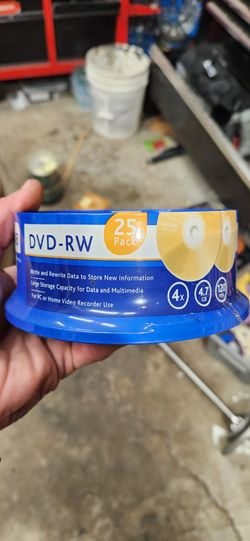 DVD-RW
25
Pack
Write and Rewrite Data to Store New Information
Large Storage Capacity for Data and Multimedia
For PC or Home Video Recorder Use
4x
4.7
GB
120